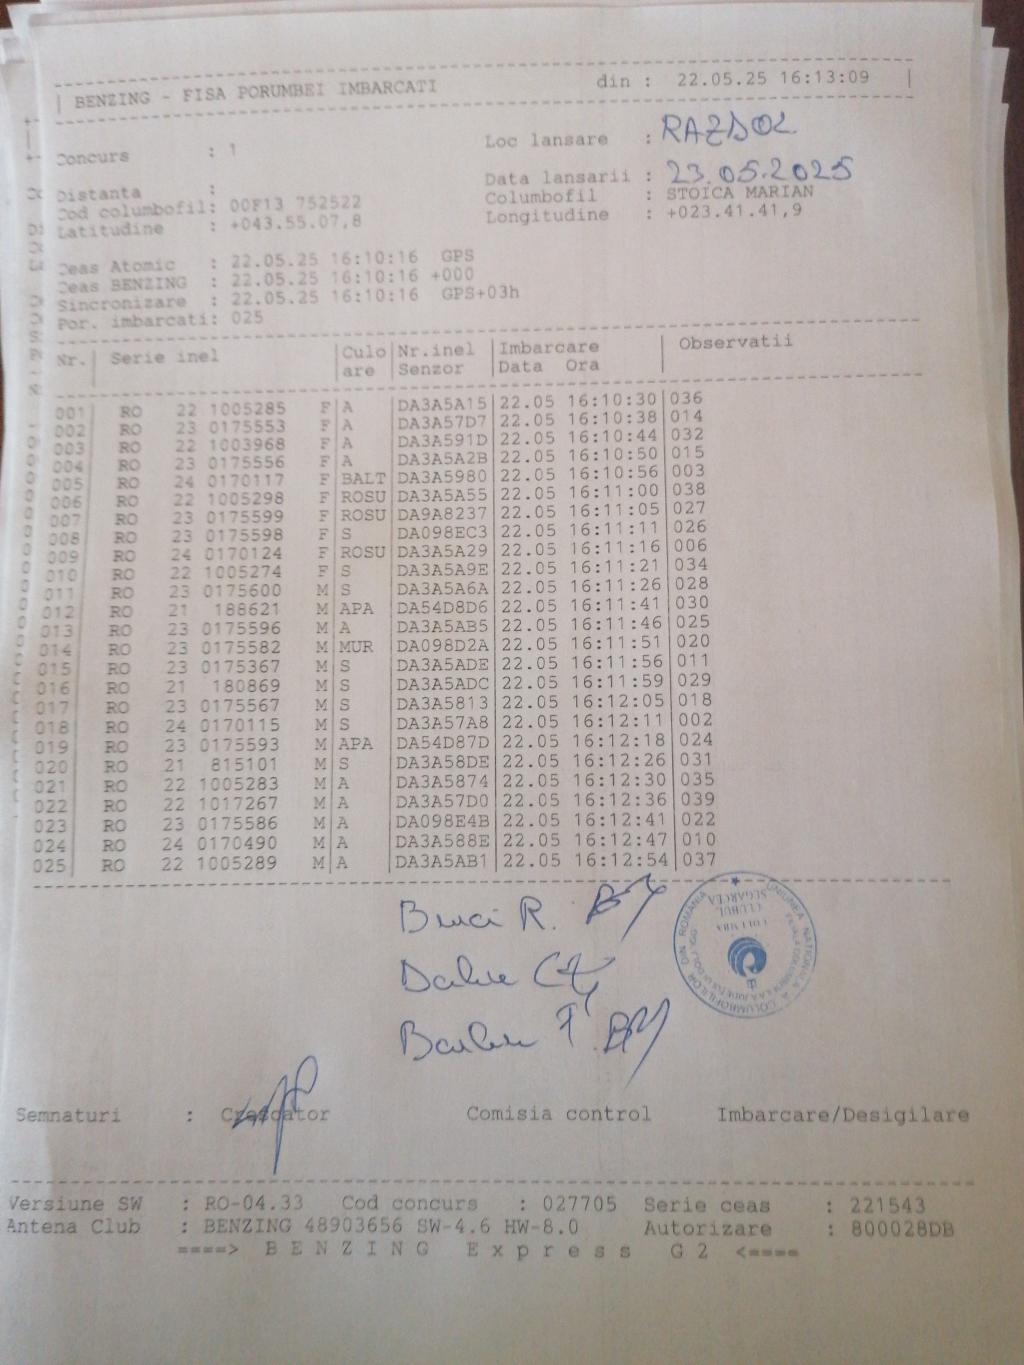 BENZING - FISA PORUMBEI IMBARCATI din : 22.05.25 16:13:09
Concurs : 1 Loc lansare : RAZDOL
Distanta : Data lansarii : 23.05.2025
Cod columbofil: 00F13 752522 Columbofil : STOICA MARIAN
Latitudine : +043.55.07,8 Longitudine : +023.41.41,9
Ceas Atomic : 22.05.25 16:10:16 GPS
Ceas BENZING : 22.05.25 16:10:16 +000
Sincronizare : 22.05.25 16:10:16 GPS+03h
Por. imbarcati: 025
Nr. Serie inel Culo Nr.inel Imbarcare Observatii
are Senzor Data Ora
001 RO 22 1005285 F A DA3A5A15 22.05 16:10:30 036
002 RO 23 0175553 F A DA3A57D7 22.05 16:10:38 014
003 RO 22 1003968 F A DA3A591D 22.05 16:10:44 032
004 RO 23 0175556 F A DA3A5A2B 22.05 16:10:50 015
005 RO 24 0170117 F BALT DA3A5980 22.05 16:10:56 003
006 RO 22 1005298 F ROSU DA3A5A55 22.05 16:11:00 038
007 RO 23 0175599 F ROSU DA9A8237 22.05 16:11:05 027
008 RO 23 0175598 F S DA098EC3 22.05 16:11:11 026
009 RO 24 0170124 F ROSU DA3A5A29 22.05 16:11:16 006
010 RO 22 1005274 F S DA3A5A9E 22.05 16:11:21 034
011 RO 23 0175600 M S DA3A5A6A 22.05 16:11:26 028
012 RO 21 188621 M APA DA54D8D6 22.05 16:11:41 030
013 RO 23 0175596 M A DA3A5AB5 22.05 16:11:46 025
014 RO 23 0175582 M MUR DA098D2A 22.05 16:11:51 020
015 RO 23 0175367 M S DA3A5ADE 22.05 16:11:56 011
016 RO 21 180869 M S DA3A5ADC 22.05 16:11:59 029
017 RO 23 0175567 M S DA3A5813 22.05 16:12:05 018
018 RO 24 0170115 M S DA3A57A8 22.05 16:12:11 002
019 RO 23 0175593 M APA DA54D87D 22.05 16:12:18 024
020 RO 21 815101 M S DA3A58DE 22.05 16:12:26 031
021 RO 22 1005283 M A DA3A5874 22.05 16:12:30 035
022 RO 22 1017267 M A DA3A57D0 22.05 16:12:36 039
023 RO 23 0175586 M A DA098E4B 22.05 16:12:41 022
024 RO 24 0170490 M A DA3A588E 22.05 16:12:47 010
025 RO 22 1005289 M A DA3A5AB1 22.05 16:12:54 037
UNIUNEA NATIONALA A COLUMBOFILILOR DIN ROMANIA
COLUMBA
CLUBUL
SEGARCEA
Semnaturi : Crescator Comisia control Imbarcare/Desigilare
Versiune SW : RO-04.33 Cod concurs : 027705 Serie ceas : 221543
Antena Club : BENZING 48903656 SW-4.6 HW-8.0 Autorizare : 800028DB
====> BENZING Express G2 <====